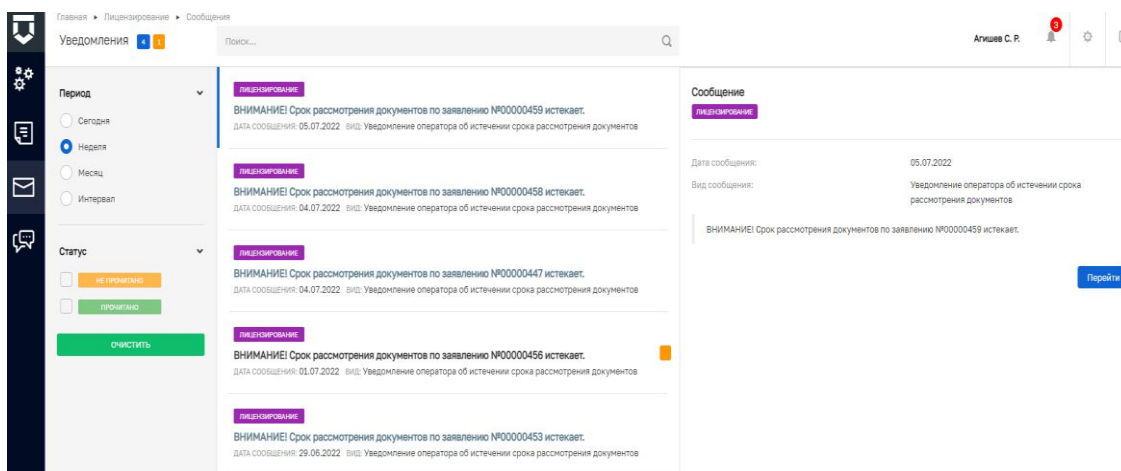 Главная ▸ Лицензирование ▸ Сообщения
Уведомления 4 1
Поиск...
Агишев С. Р.
3
Период
Сегодня
Неделя
Месяц
Интервал
Статус
НЕ ПРОЧИТАНО
ПРОЧИТАНО
ОЧИСТИТЬ
ЛИЦЕНЗИРОВАНИЕ
ВНИМАНИЕ! Срок рассмотрения документов по заявлению №00000459 истекает.
ДАТА СООБЩЕНИЯ: 05.07.2022 ВИД: Уведомление оператора об истечении срока рассмотрения документов
ЛИЦЕНЗИРОВАНИЕ
ВНИМАНИЕ! Срок рассмотрения документов по заявлению №00000458 истекает.
ДАТА СООБЩЕНИЯ: 04.07.2022 ВИД: Уведомление оператора об истечении срока рассмотрения документов
ЛИЦЕНЗИРОВАНИЕ
ВНИМАНИЕ! Срок рассмотрения документов по заявлению №00000447 истекает.
ДАТА СООБЩЕНИЯ: 04.07.2022 ВИД: Уведомление оператора об истечении срока рассмотрения документов
ЛИЦЕНЗИРОВАНИЕ
ВНИМАНИЕ! Срок рассмотрения документов по заявлению №00000456 истекает.
ДАТА СООБЩЕНИЯ: 01.07.2022 ВИД: Уведомление оператора об истечении срока рассмотрения документов
ЛИЦЕНЗИРОВАНИЕ
ВНИМАНИЕ! Срок рассмотрения документов по заявлению №00000453 истекает.
ДАТА СООБЩЕНИЯ: 29.06.2022 ВИД: Уведомление оператора об истечении срока рассмотрения документов
Сообщение
ЛИЦЕНЗИРОВАНИЕ
Дата сообщения: 05.07.2022
Вид сообщения: Уведомление оператора об истечении срока
рассмотрения документов
ВНИМАНИЕ! Срок рассмотрения документов по заявлению №00000459 истекает.
Перейти